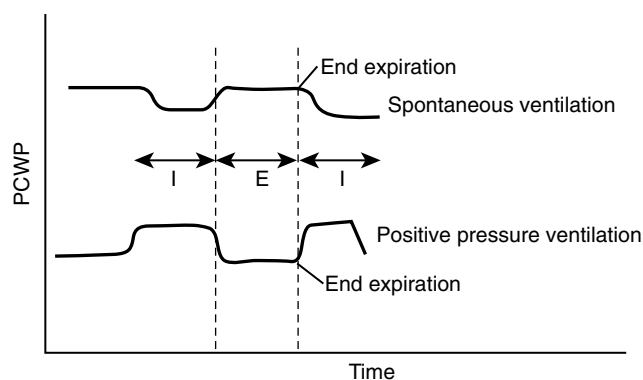 End expiration
Spontaneous ventilation
I E I
PCWP
Positive pressure ventilation
End expiration
Time